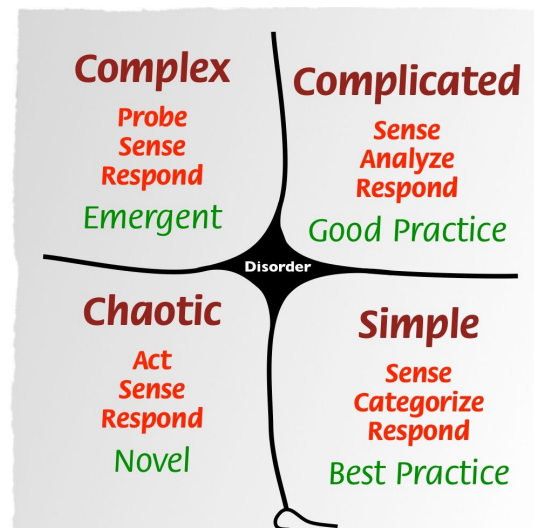 Complex
Probe
Sense
Respond
Emergent
Complicated
Sense
Analyze
Respond
Good Practice
Disorder
Chaotic
Act
Sense
Respond
Novel
Simple
Sense
Categorize
Respond
Best Practice